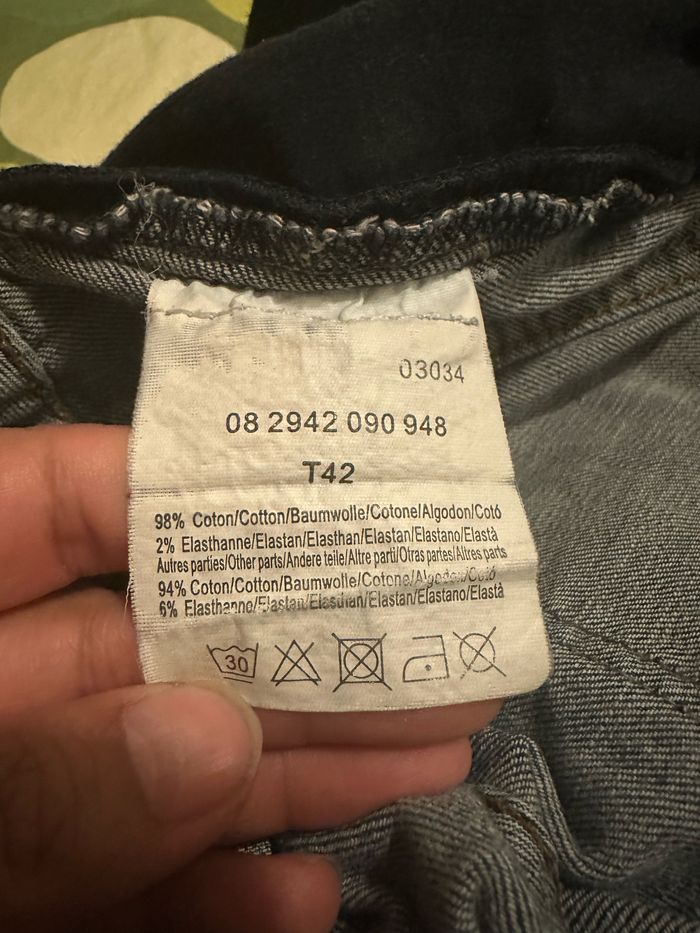 03034
08 2942 090 948
T42
98% Coton/Cotton/Baumwolle/Cotone/Algodon/Cotó
2% Elasthanne/Elastan/Elasthan/Elastan/Elastano/Elastà
Autres parties/Other parts/Andere teile/Altre parti/Otras partes/Altres parts
94% Coton/Cotton/Baumwolle/Cotone/Algodon/Cotó
6% Elasthanne/Elastan/Elasthan/Elastan/Elastano/Elastà
30